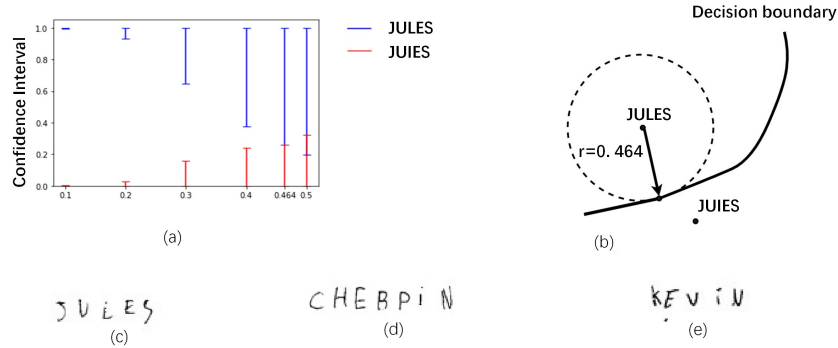 Confidence Interval
1.0
0.8
0.6
0.4
0.2
0.0
0.1 0.2 0.3 0.4 0.464 0.5
JULES
JUIES
(a)
Decision boundary
JULES
r=0.464
JUIES
(b)
JULES
(c)
CHERPIN
(d)
KEVIN
(e)